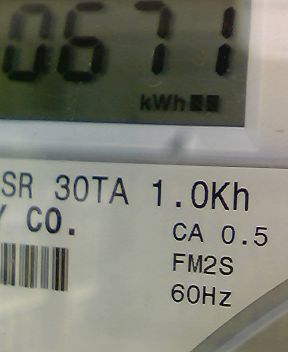 0671
kWh
SR 30TA 1.0Kh
Y CO.
CA 0.5
FM2S
60Hz